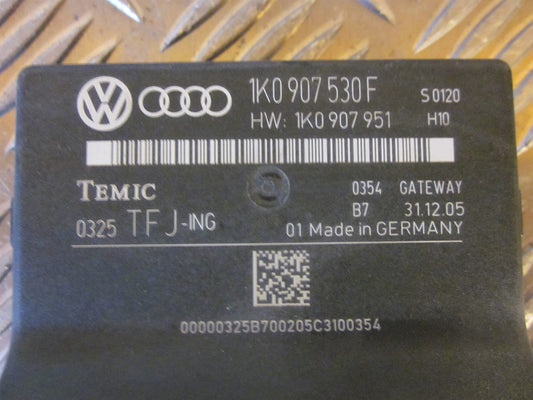 1K0 907 530 F S0120
HW: 1K0 907 951 H10
TEMIC 0354 GATEWAY
B7 31.12.05
0325 TFJ-ING 01 Made in GERMANY
00000325B700205C3100354